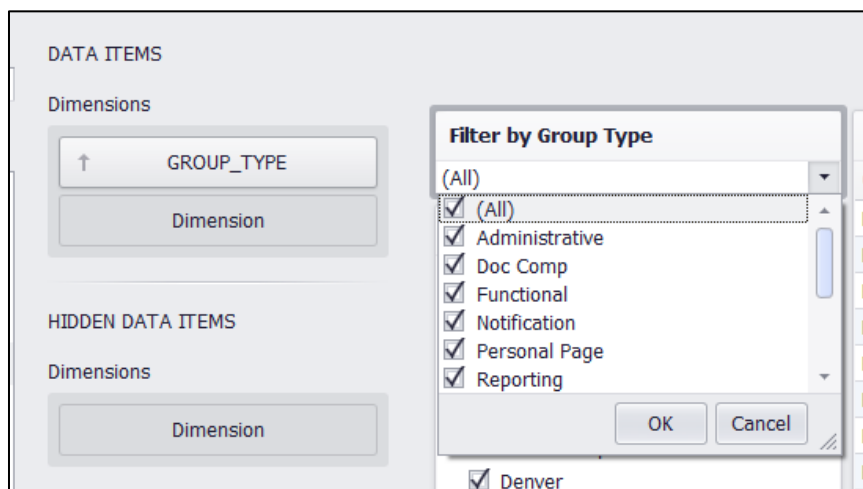 DATA ITEMS
Dimensions
GROUP_TYPE
Dimension
HIDDEN DATA ITEMS
Dimensions
Dimension
Filter by Group Type
(All)
(All)
Administrative
Doc Comp
Functional
Notification
Personal Page
Reporting
OK
Cancel
Denver